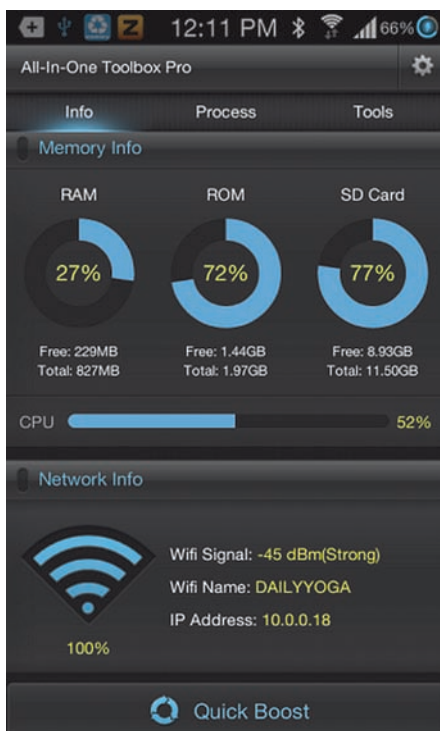 12:11 PM 66%
All-In-One Toolbox Pro
Info Process Tools
Memory Info
RAM ROM SD Card
27% 72% 77%
Free: 229MB Free: 1.44GB Free: 8.93GB
Total: 827MB Total: 1.97GB Total: 11.50GB
CPU 52%
Network Info
Wifi Signal: -45 dBm(Strong)
Wifi Name: DAILYYOGA
IP Address: 10.0.0.18
100%
Quick Boost